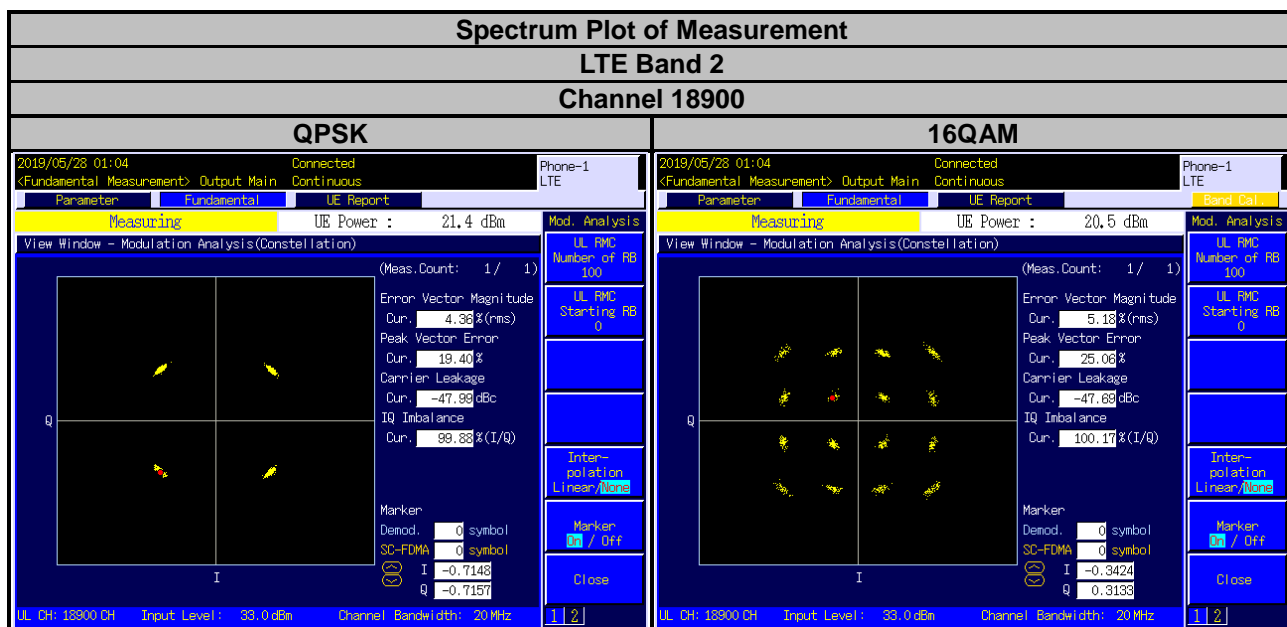 Spectrum Plot of Measurement
LTE Band 2
Channel 18900
QPSK
2019/05/28 01:04 Connected
<Fundamental Measurement> Output Main Continuous
Phone-1
LTE
Parameter Fundamental UE Report
Measuring UE Power : 21.4 dBm Mod. Analysis
View Window - Modulation Analysis(Constellation)
UL RMC
Number of RB
100
(Meas.Count: 1/ 1)
UL RMC
Starting RB
0
Error Vector Magnitude
Cur. 4.36 %(rms)
Peak Vector Error
Cur. 19.40 %
Carrier Leakage
Cur. -47.99 dBc
IQ Imbalance
Cur. 99.88 %(I/Q)
Q
I
Inter-
polation
Linear/None
Marker
Demod. 0 symbol
SC-FDMA 0 symbol
I -0.7148
Q -0.7157
Marker
On / Off
Close
UL CH: 18900 CH Input Level: 33.0 dBm Channel Bandwidth: 20 MHz 1 2
16QAM
2019/05/28 01:04 Connected
<Fundamental Measurement> Output Main Continuous
Phone-1
LTE
Parameter Fundamental UE Report Band Cal.
Measuring UE Power : 20.5 dBm Mod. Analysis
View Window - Modulation Analysis(Constellation)
UL RMC
Number of RB
100
(Meas.Count: 1/ 1)
UL RMC
Starting RB
0
Error Vector Magnitude
Cur. 5.18 %(rms)
Peak Vector Error
Cur. 25.06 %
Carrier Leakage
Cur. -47.69 dBc
IQ Imbalance
Cur. 100.17 %(I/Q)
Q
I
Inter-
polation
Linear/None
Marker
Demod. 0 symbol
SC-FDMA 0 symbol
I -0.3424
Q 0.3133
Marker
On / Off
Close
UL CH: 18900 CH Input Level: 33.0 dBm Channel Bandwidth: 20 MHz 1 2